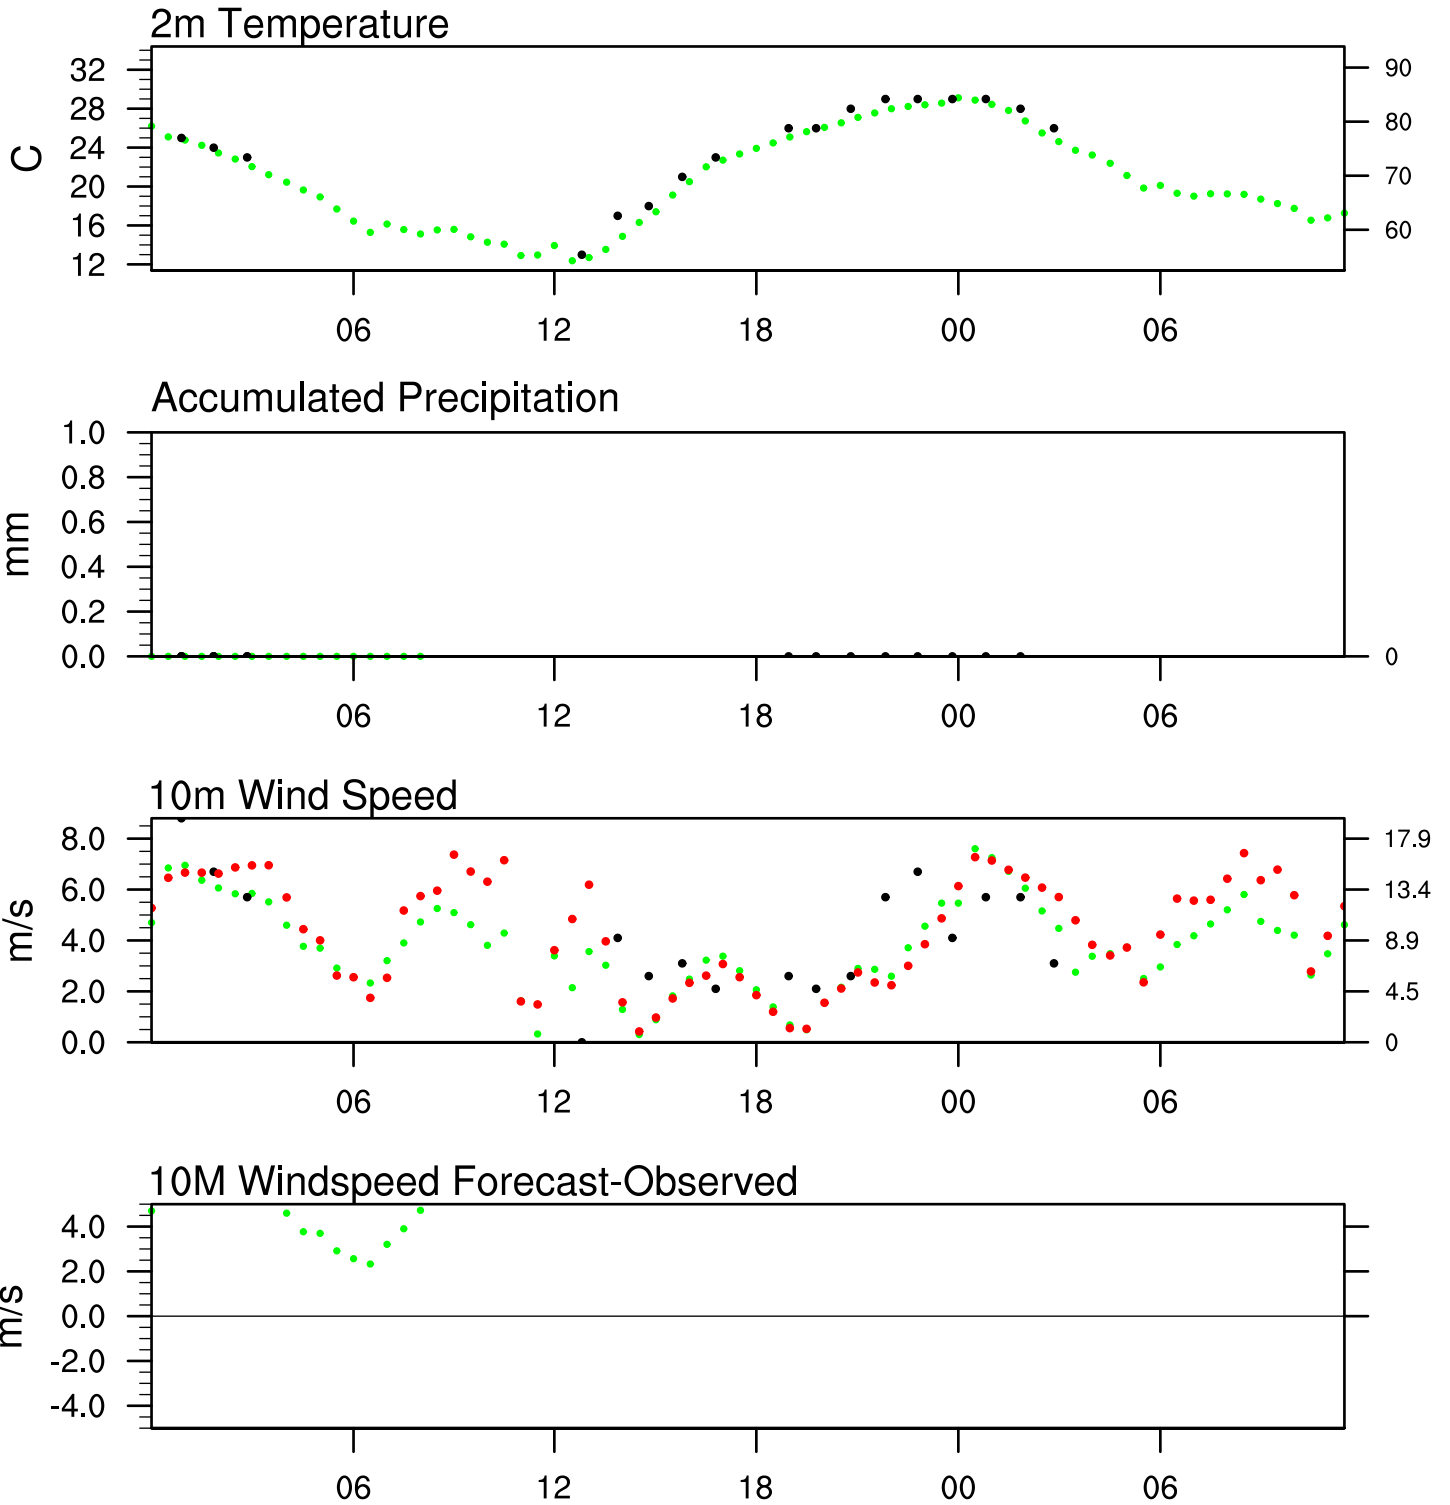 2m Temperature
32 90
28 80
24
C
20 70
16 60
12
06 12 18 00 06
Accumulated Precipitation
1.0
0.8
0.6
mm
0.4
0.2
0.0 0
06 12 18 00 06
10m Wind Speed
8.0 17.9
6.0 13.4
m/s
4.0 8.9
2.0 4.5
0.0 0
06 12 18 00 06
10M Windspeed Forecast-Observed
4.0
2.0
m/s
0.0
-2.0
-4.0
06 12 18 00 06